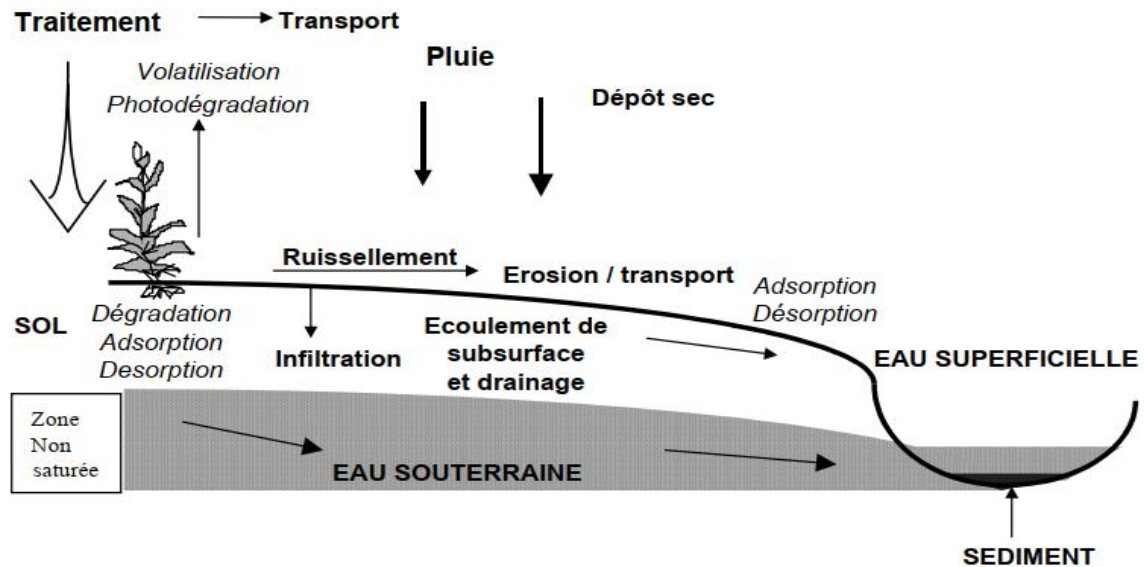 Traitement
Transport
Volatilisation
Photodégradation
Pluie
Dépôt sec
Ruissellement
Erosion / transport
Adsorption
Désorption
SOL
Dégradation
Adsorption
Desorption
Infiltration
Ecoulement de
subsurface
et drainage
EAU SUPERFICIELLE
Zone
Non
saturée
EAU SOUTERRAINE
SEDIMENT